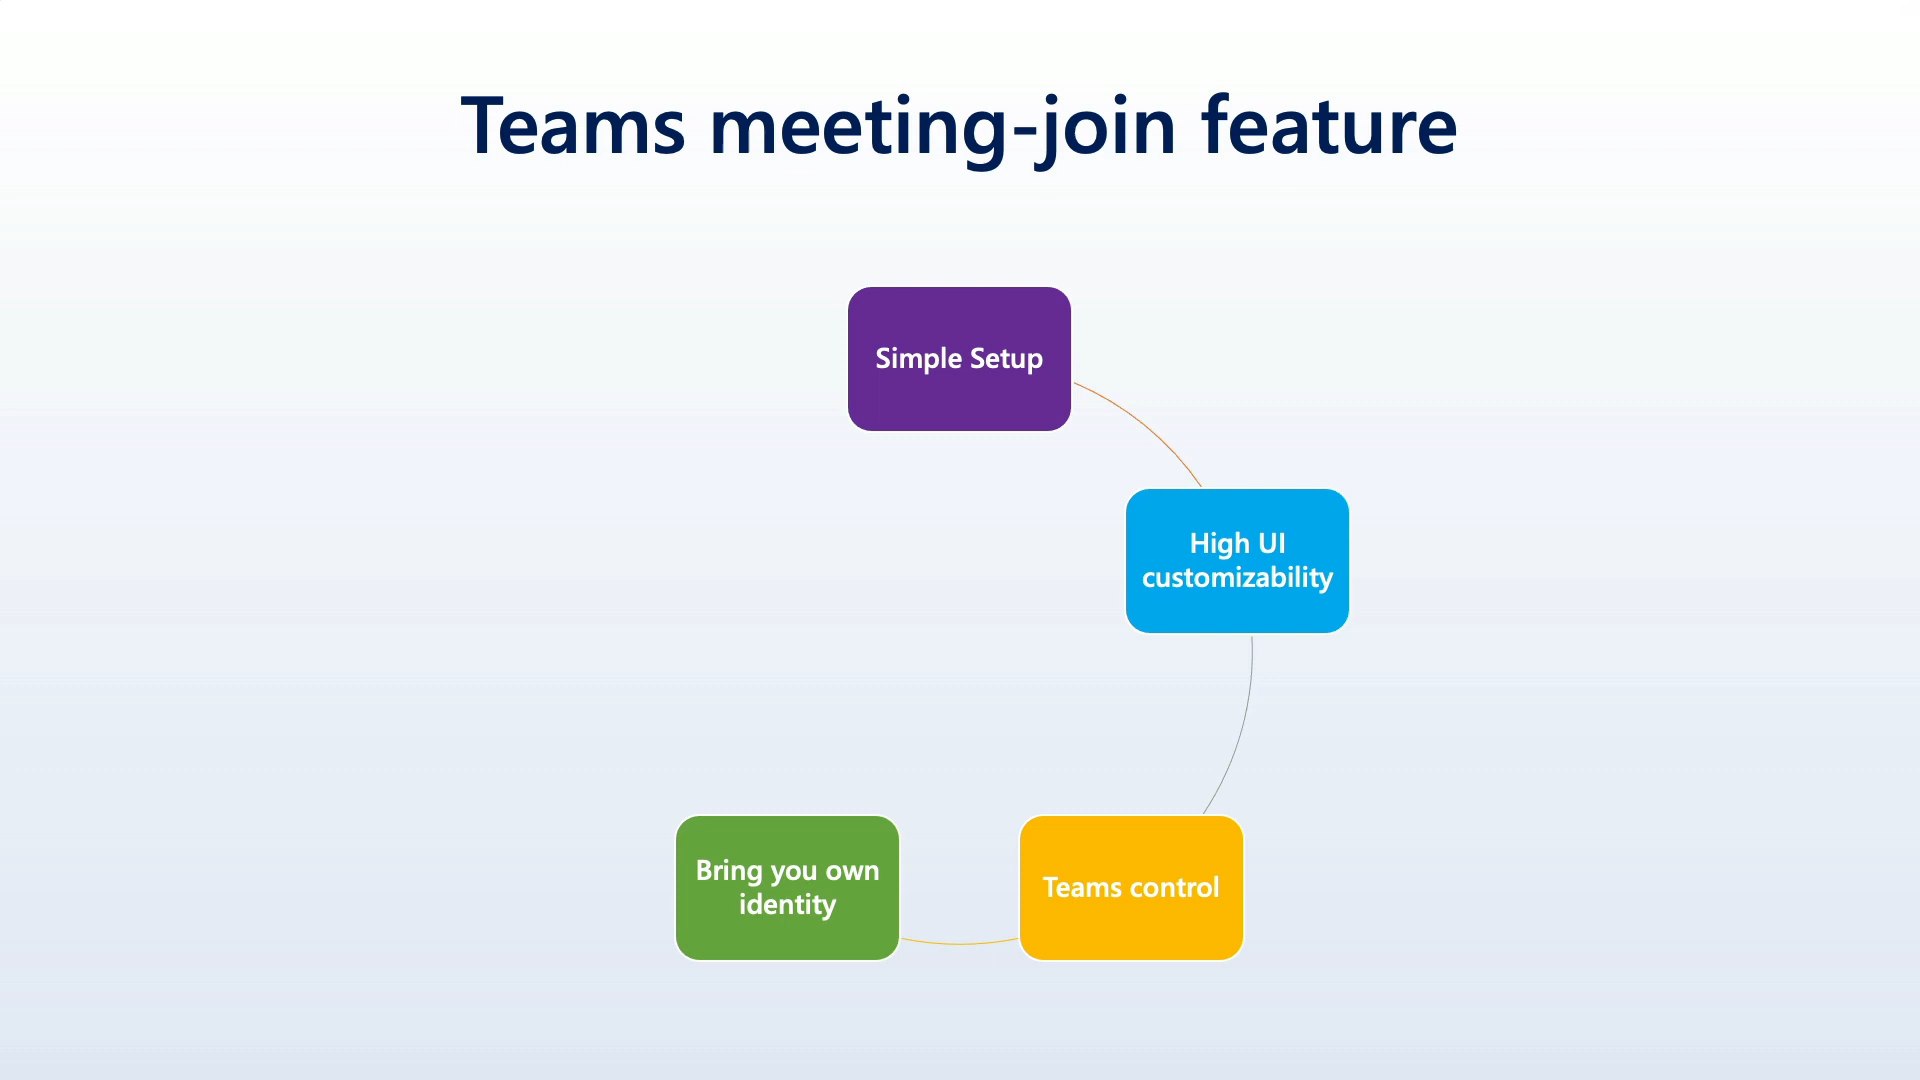 Teams meeting-join feature
Simple Setup
High UI
customizability
Teams control
Bring you own
identity